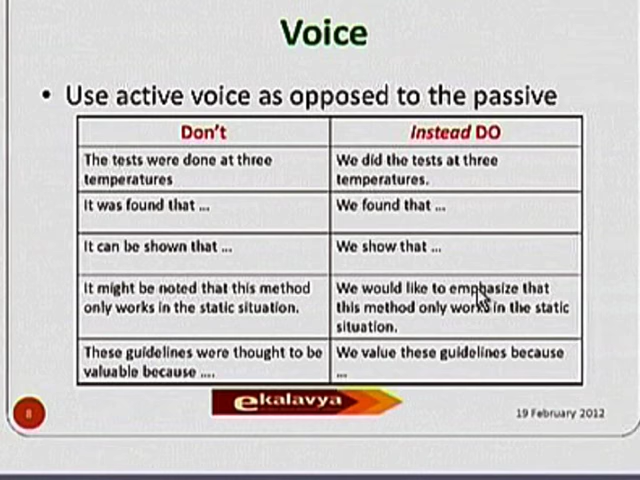 Voice
• Use active voice as opposed to the passive
Don't
Instead DO
The tests were done at three
temperatures
We did the tests at three
temperatures.
It was found that ...
We found that ...
It can be shown that ...
We show that ...
It might be noted that this method
only works in the static situation.
We would like to emphasize that
this method only works in the static
situation.
These guidelines were thought to be
valuable because ....
We value these guidelines because
...
8
ekalavya
19 February 2012